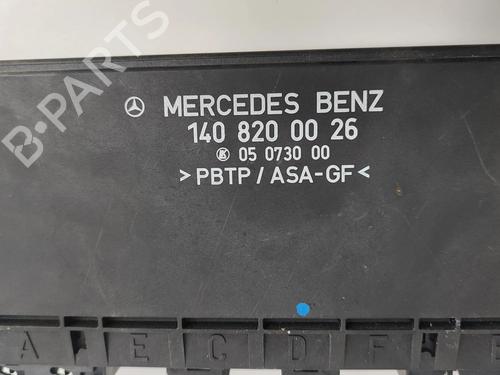 MERCEDES BENZ
140 820 00 26
05 0730 00
>PBTP / ASA-GF<
A E C D F E
B-PARTS